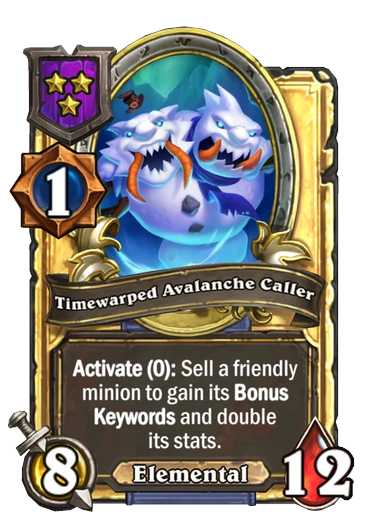 1
Timewarped Avalanche Caller
Activate (0): Sell a friendly
minion to gain its Bonus
Keywords and double
its stats.
8
Elemental
12